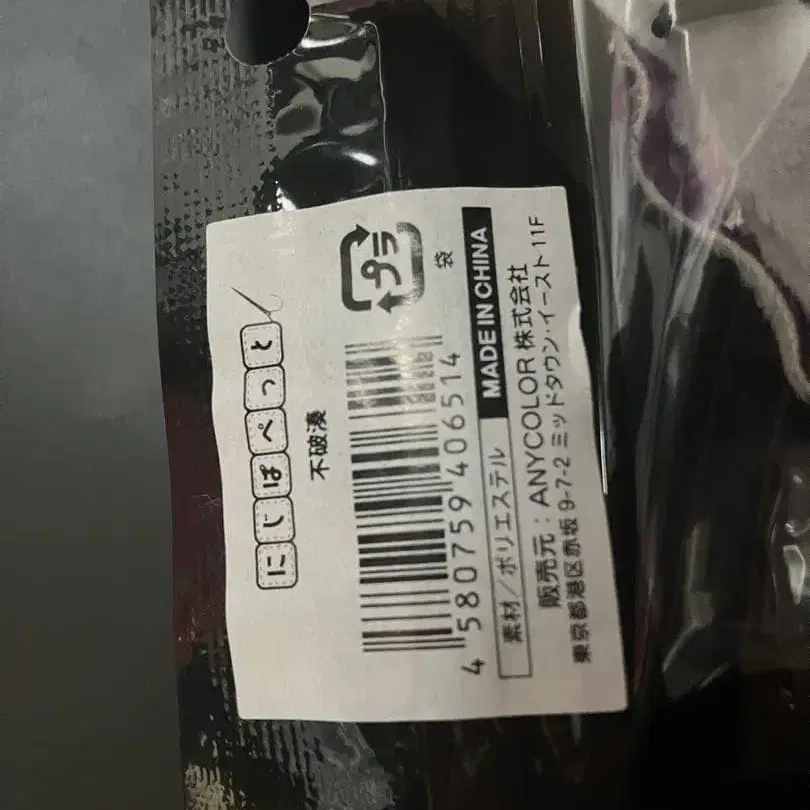 にじぱぺっと
不破湊
プラ
袋
4 580759 406514
素材/ポリエステル MADE IN CHINA
販売元:ANYCOLOR 株式会社
東京都港区赤坂 9-7-2 ミッドタウン・イースト 11F